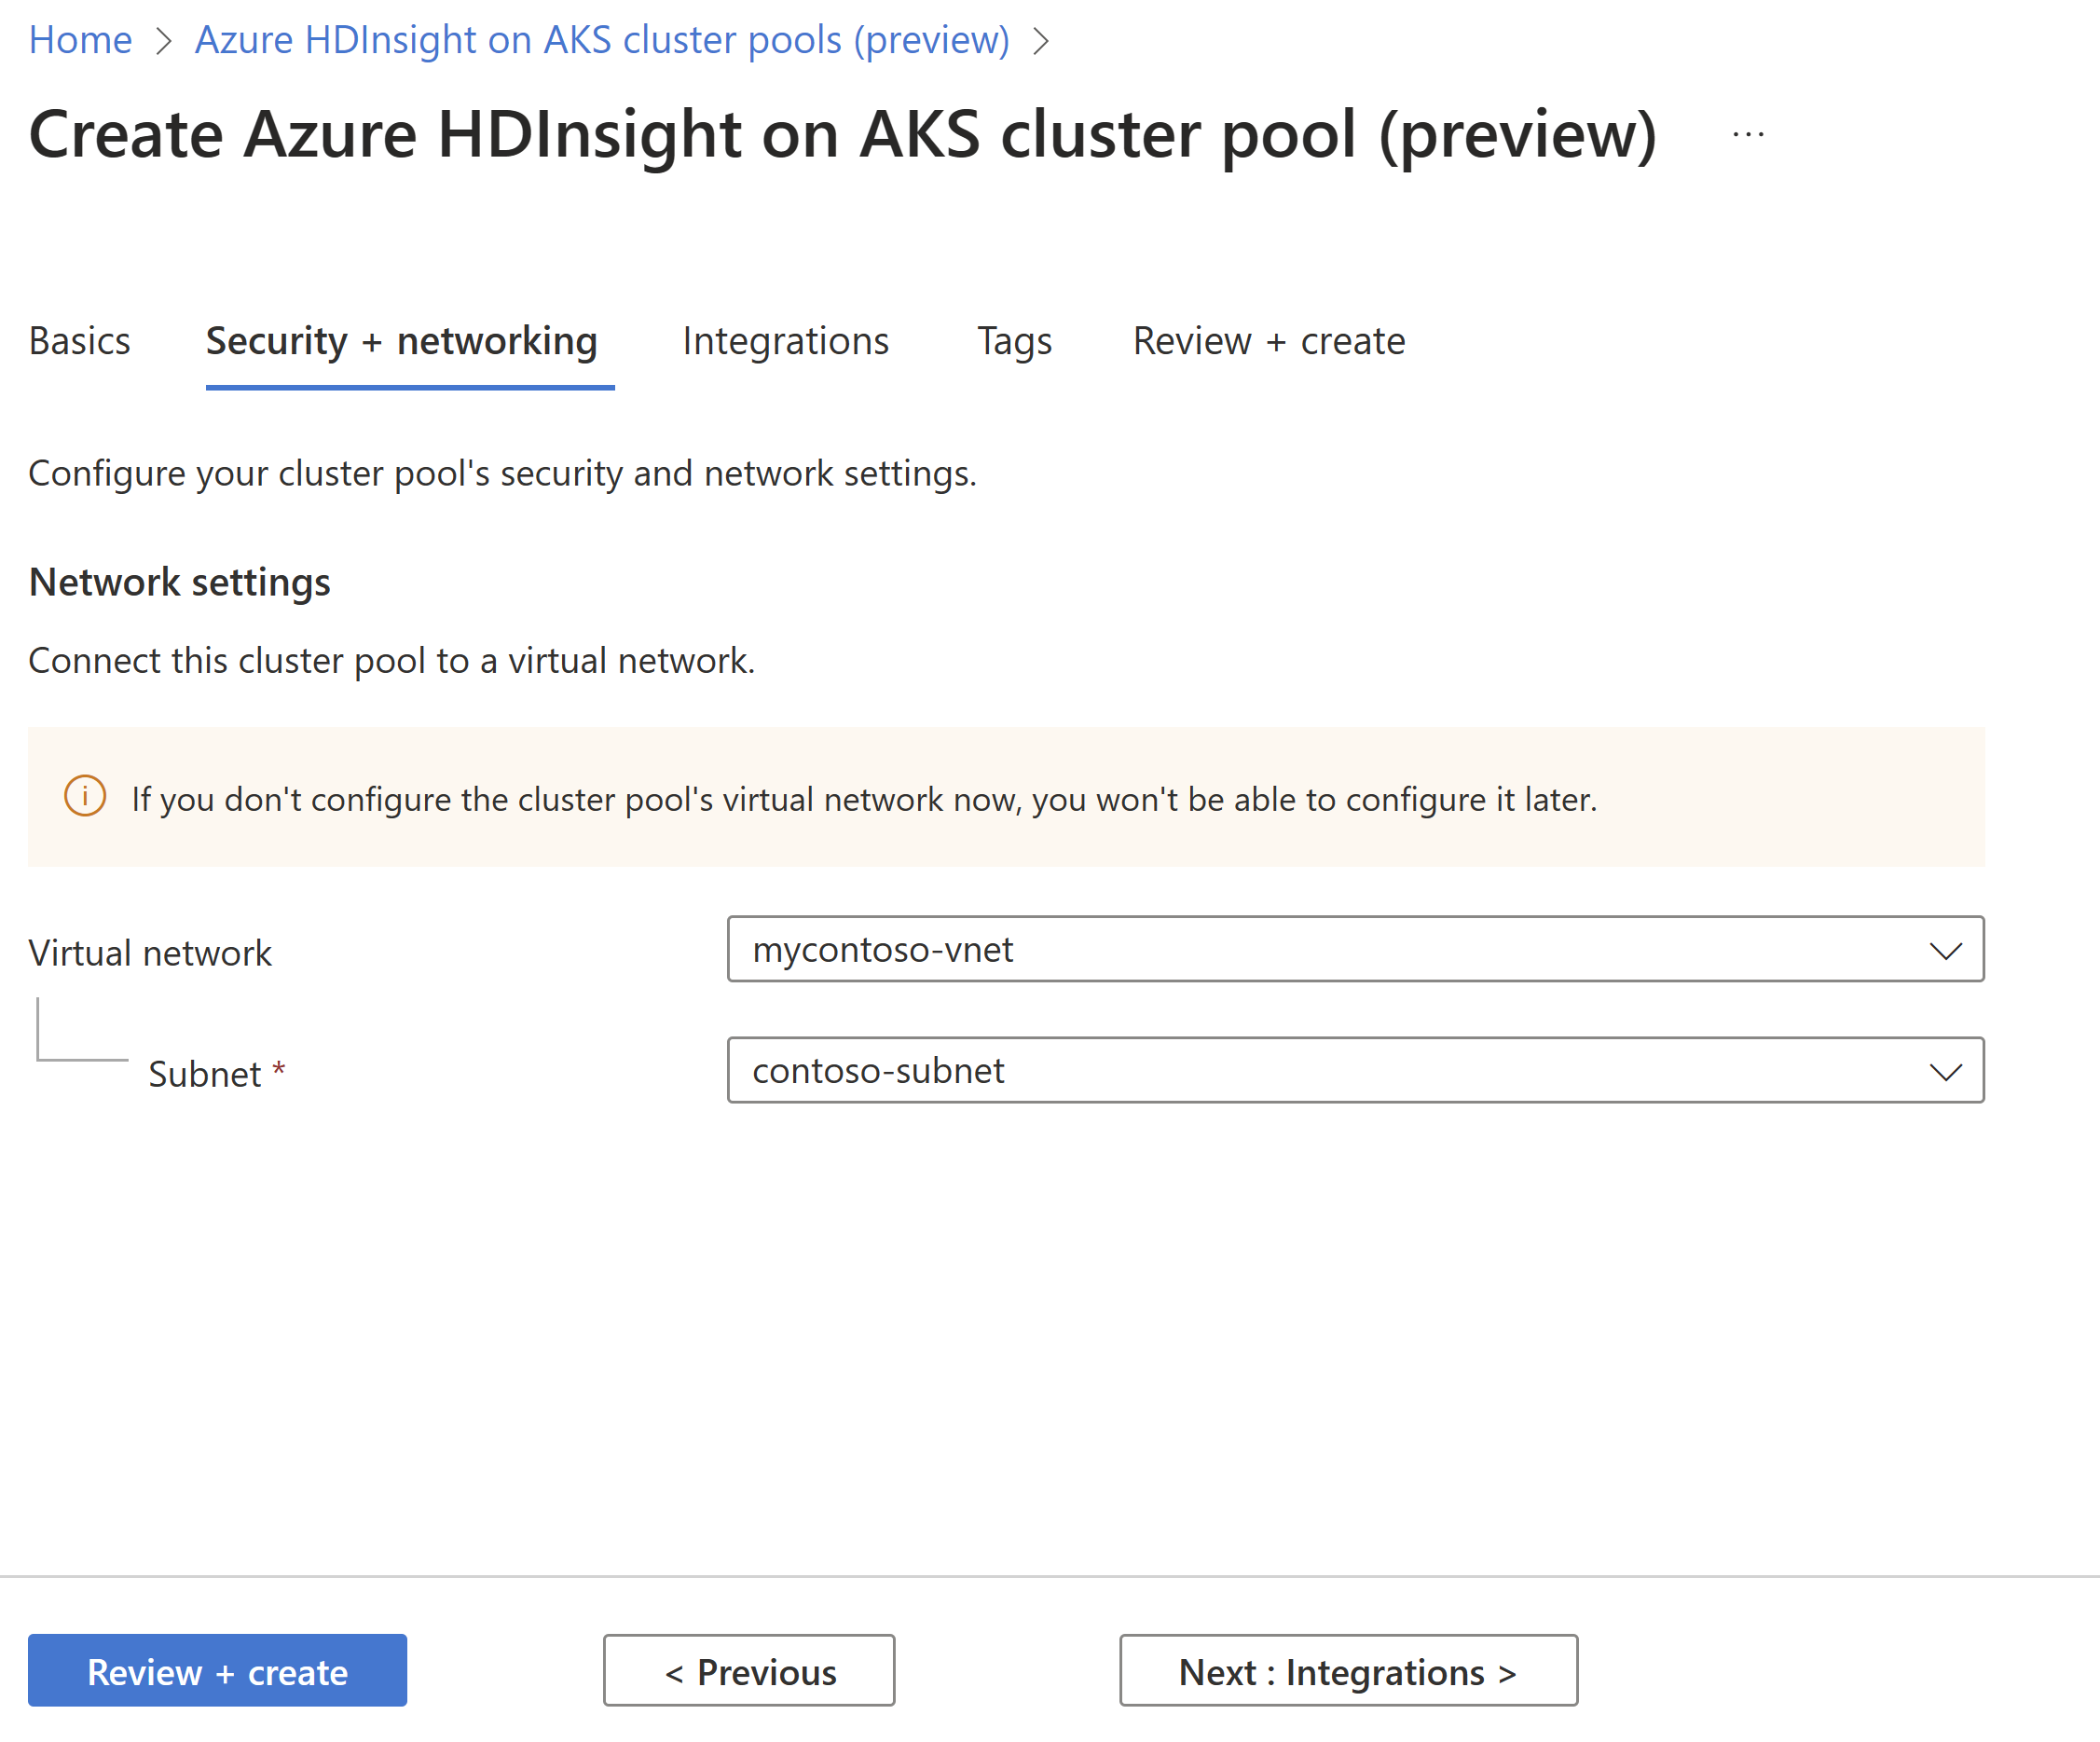 Home > Azure HDInsight on AKS cluster pools (preview) >
Create Azure HDInsight on AKS cluster pool (preview) ...
Basics Security + networking Integrations Tags Review + create
Configure your cluster pool's security and network settings.
Network settings
Connect this cluster pool to a virtual network.
If you don't configure the cluster pool's virtual network now, you won't be able to configure it later.
Virtual network mycontoso-vnet
Subnet * contoso-subnet
Review + create < Previous Next : Integrations >